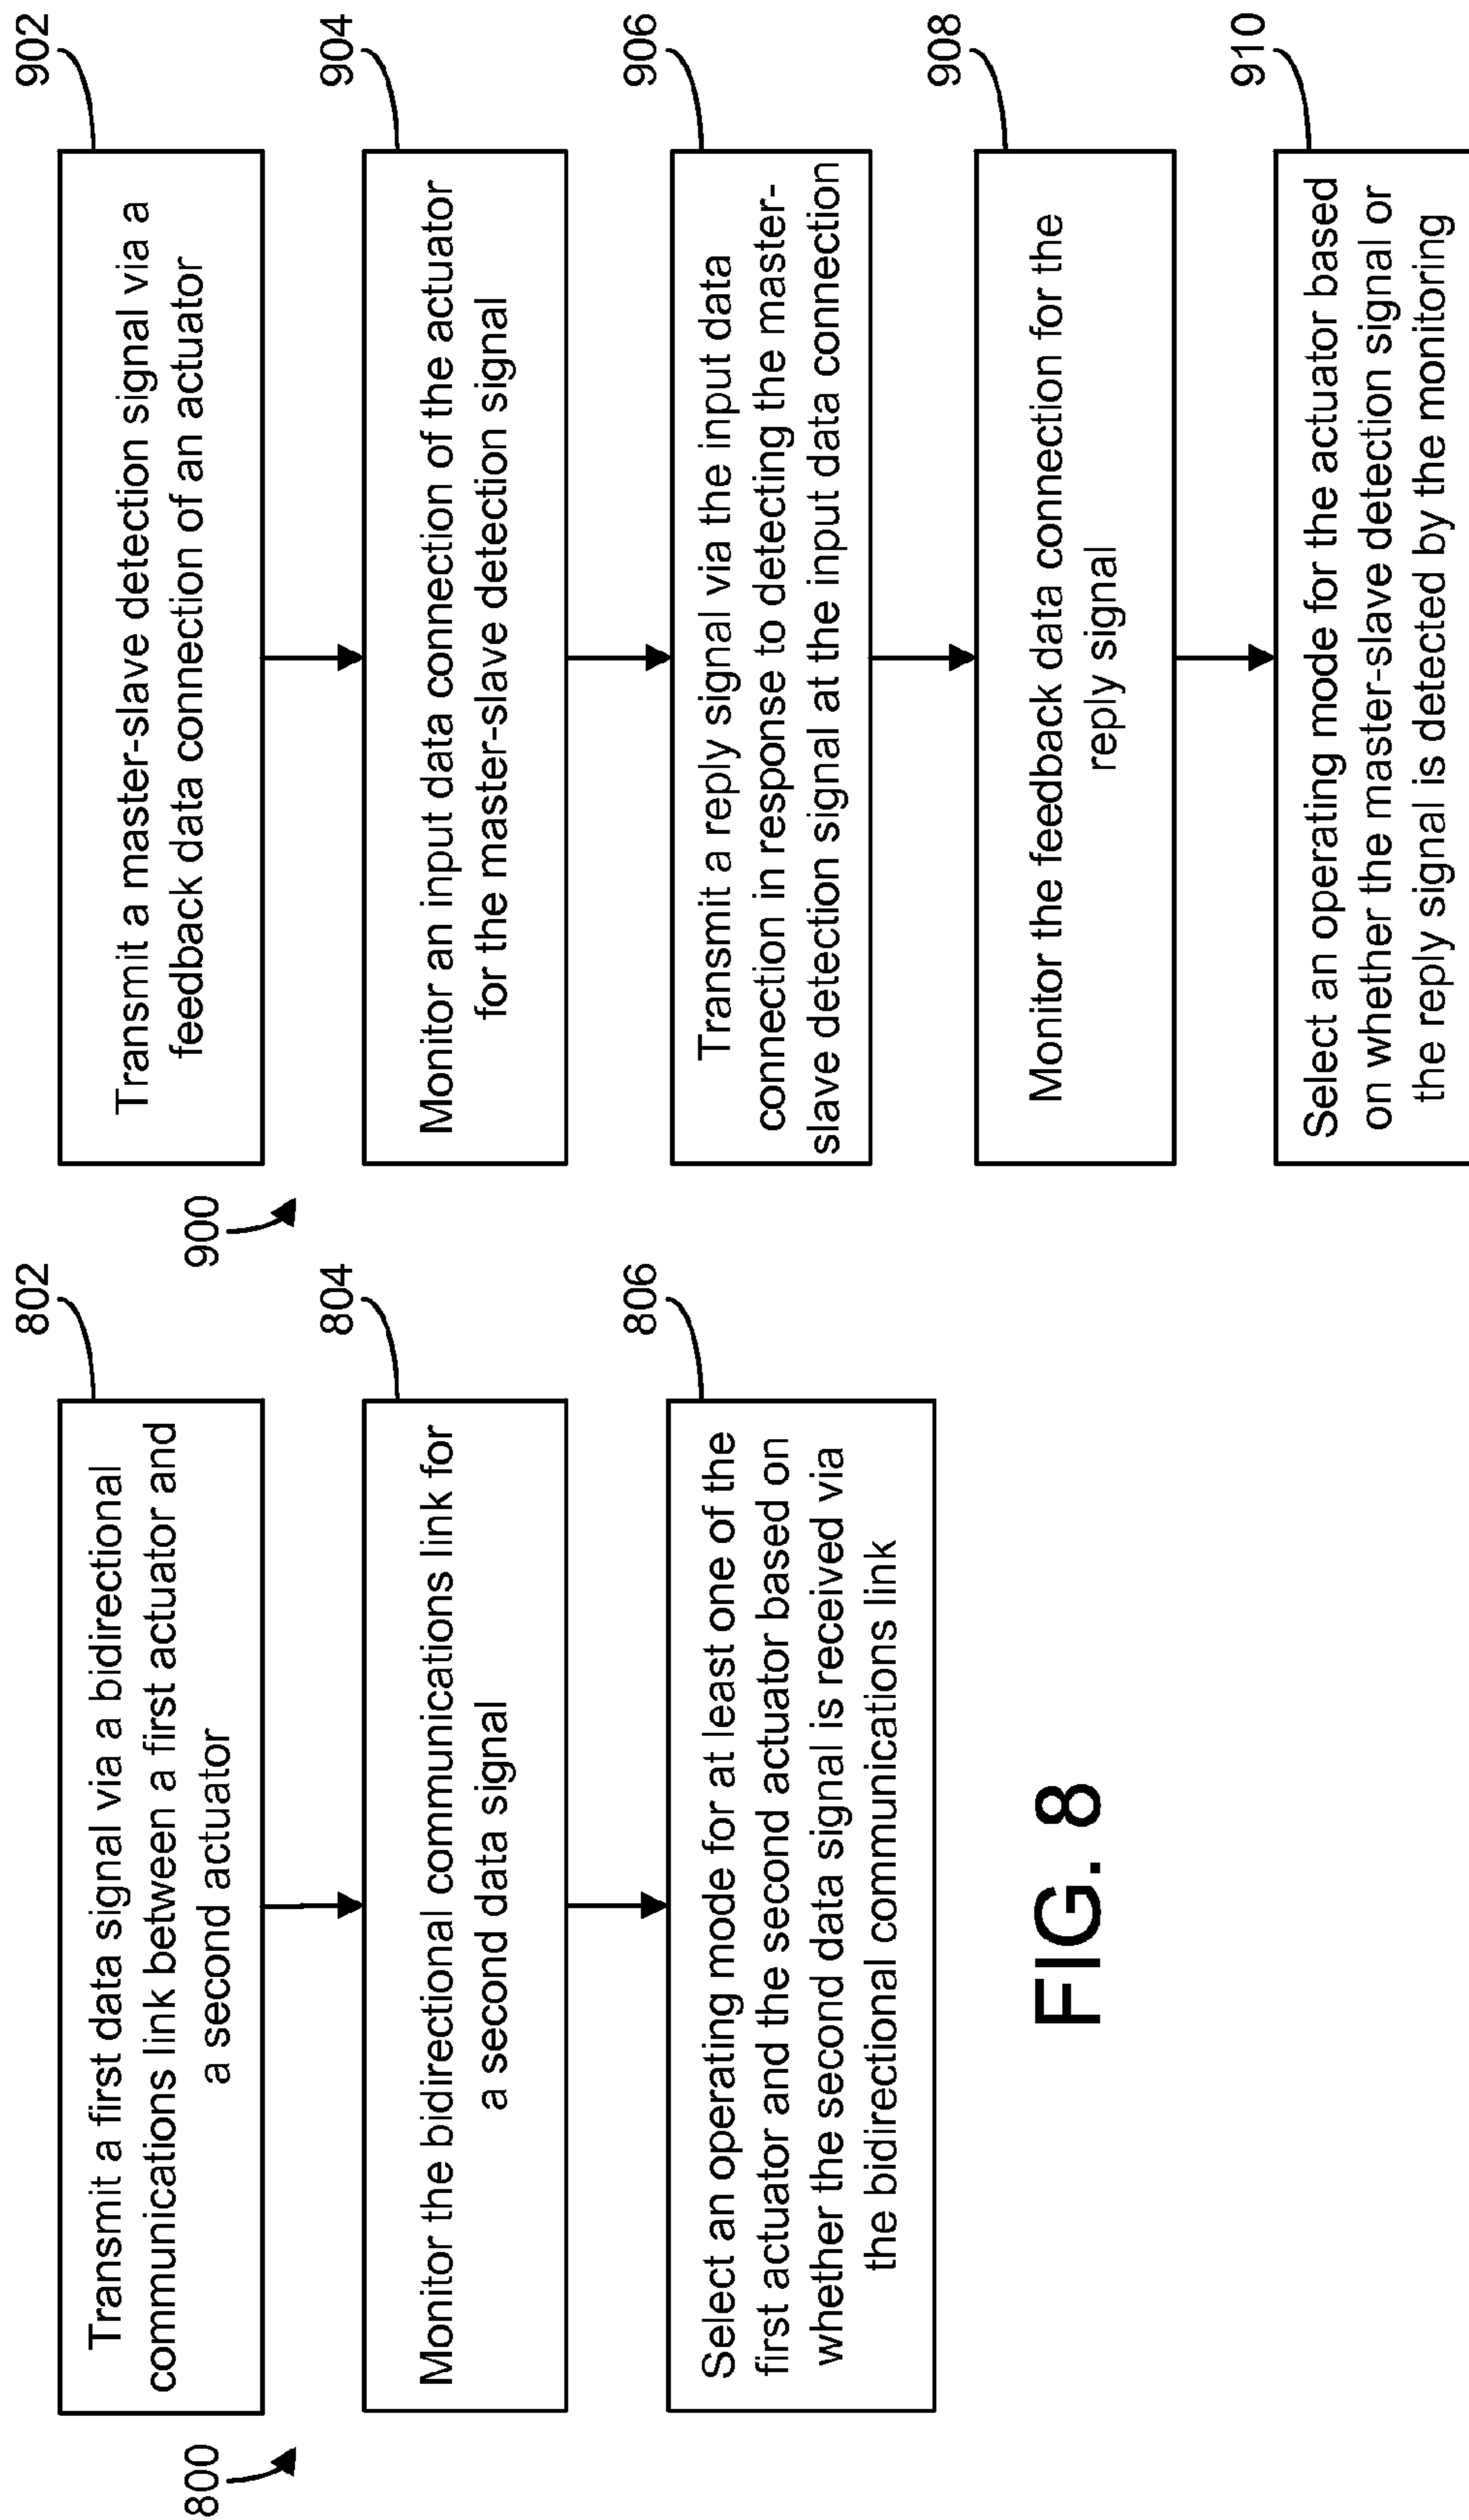 800
802
Transmit a first data signal via a bidirectional
communications link between a first actuator and
a second actuator
804
Monitor the bidirectional communications link for
a second data signal
806
Select an operating mode for at least one of the
first actuator and the second actuator based on
whether the second data signal is received via
the bidirectional communications link
FIG. 8
900
902
Transmit a master-slave detection signal via a
feedback data connection of an actuator
904
Monitor an input data connection of the actuator
for the master-slave detection signal
906
Transmit a reply signal via the input data
connection in response to detecting the master-
slave detection signal at the input data connection
908
Monitor the feedback data connection for the
reply signal
910
Select an operating mode for the actuator based
on whether the master-slave detection signal or
the reply signal is detected by the monitoring